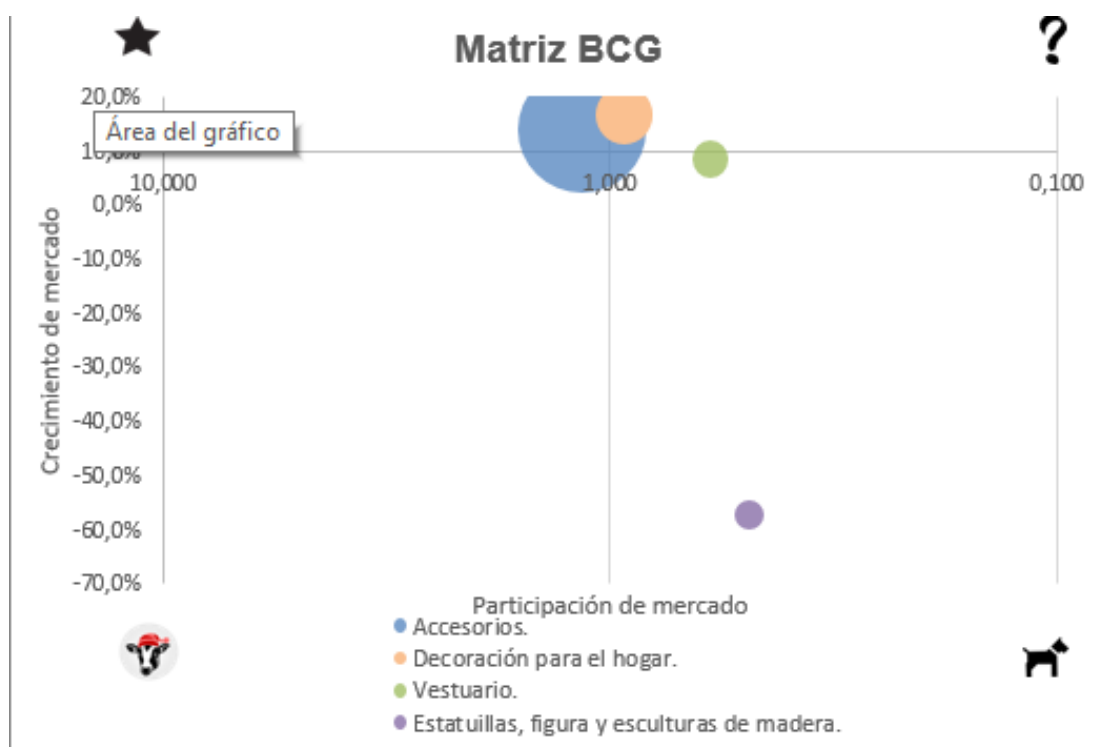 Matriz BCG
?
20,0%
Área del gráfico
10,0%
10,000
1,000
0,100
0,0%
-10,0%
-20,0%
-30,0%
-40,0%
-50,0%
-60,0%
-70,0%
Crecimiento de mercado
Participación de mercado
Accesorios.
Decoración para el hogar.
Vestuario.
Estatuillas, figura y esculturas de madera.